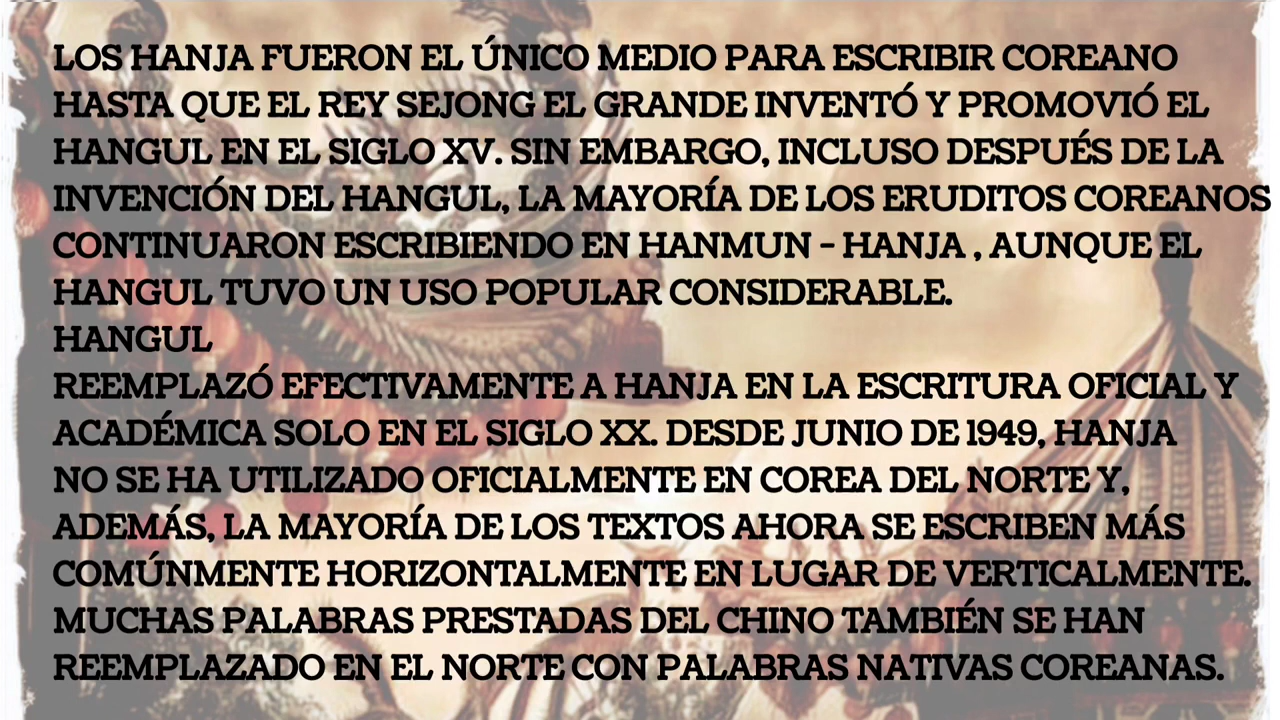 LOS HANJA FUERON EL ÚNICO MEDIO PARA ESCRIBIR COREANO
HASTA QUE EL REY SEJONG EL GRANDE INVENTÓ Y PROMOVIÓ EL
HANGUL EN EL SIGLO XV. SIN EMBARGO, INCLUSO DESPUÉS DE LA
INVENCIÓN DEL HANGUL, LA MAYORÍA DE LOS ERUDITOS COREANOS
CONTINUARON ESCRIBIENDO EN HANMUN - HANJA , AUNQUE EL
HANGUL TUVO UN USO POPULAR CONSIDERABLE.
HANGUL
REEMPLAZÓ EFECTIVAMENTE A HANJA EN LA ESCRITURA OFICIAL Y
ACADÉMICA SOLO EN EL SIGLO XX. DESDE JUNIO DE 1949, HANJA
NO SE HA UTILIZADO OFICIALMENTE EN COREA DEL NORTE Y,
ADEMÁS, LA MAYORÍA DE LOS TEXTOS AHORA SE ESCRIBEN MÁS
COMÚNMENTE HORIZONTALMENTE EN LUGAR DE VERTICALMENTE.
MUCHAS PALABRAS PRESTADAS DEL CHINO TAMBIÉN SE HAN
REEMPLAZADO EN EL NORTE CON PALABRAS NATIVAS COREANAS.